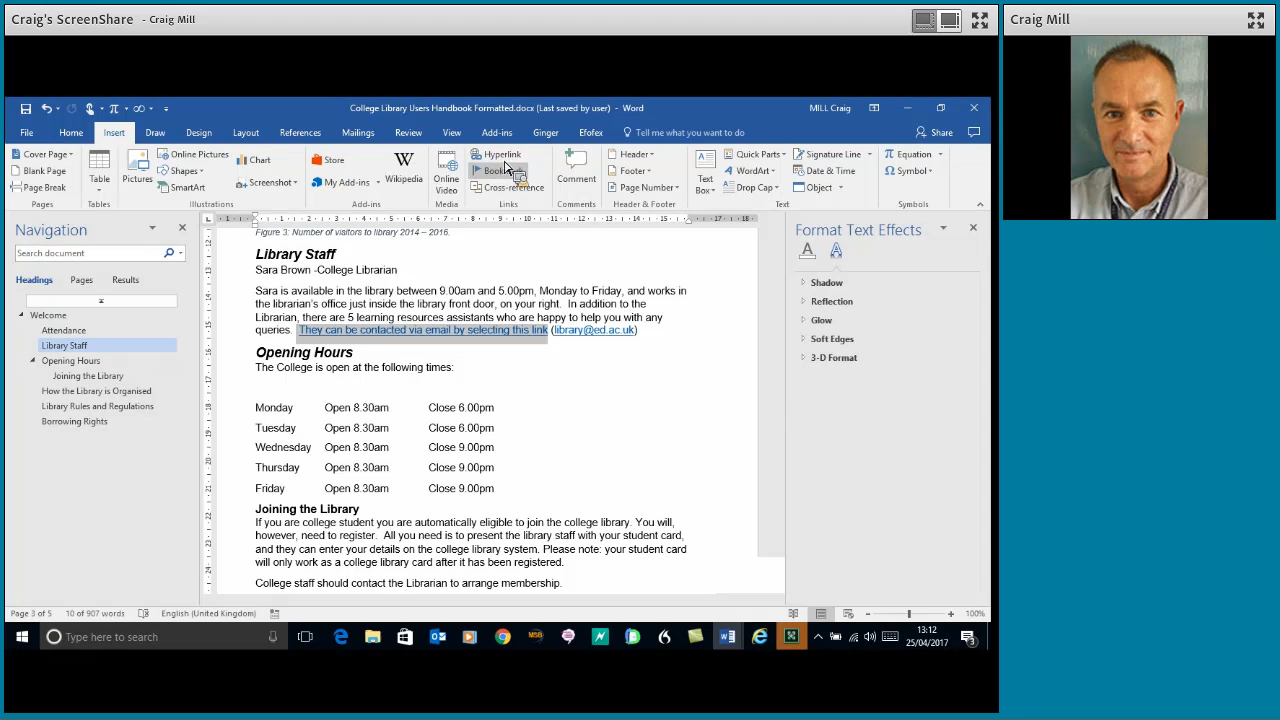 Craig's ScreenShare - Craig Mill
Craig Mill
College Library Users Handbook Formatted.docx (Last saved by user) - Word
MILL Craig
File Home Insert Draw Design Layout References Mailings Review View Add-ins Ginger Efofex Tell me what you want to do Share
Cover Page
Blank Page
Page Break
Pages
Table
Tables
Pictures
Online Pictures
Shapes
SmartArt
Chart
Screenshot
Illustrations
Store
My Add-ins
Wikipedia
Add-ins
Online
Video
Media
Hyperlink
Cross-reference
Links
Comment
Comments
Header
Footer
Page Number
Header & Footer
Text
Box
Quick Parts
WordArt
Drop Cap
Signature Line
Date & Time
Object
Text
Equation
Symbol
Symbols
Navigation
Search document
Headings Pages Results
Welcome
Attendance
Library Staff
Opening Hours
Joining the Library
How the Library is Organised
Library Rules and Regulations
Borrowing Rights
Figure 3: Number of visitors to library 2014 – 2016.
Library Staff
Sara Brown -College Librarian
Sara is available in the library between 9.00am and 5.00pm, Monday to Friday, and works in
the librarian's office just inside the library front door, on your right. In addition to the
Librarian, there are 5 learning resources assistants who are happy to help you with any
queries. They can be contacted via email by selecting this link (library@ed.ac.uk)
Opening Hours
The College is open at the following times:
Monday Open 8.30am Close 6.00pm
Tuesday Open 8.30am Close 6.00pm
Wednesday Open 8.30am Close 9.00pm
Thursday Open 8.30am Close 9.00pm
Friday Open 8.30am Close 9.00pm
Joining the Library
If you are college student you are automatically eligible to join the college library. You will,
however, need to register. All you need is to present the library staff with your student card,
and they can enter your details on the college library system. Please note: your student card
will only work as a college library card after it has been registered.
College staff should contact the Librarian to arrange membership.
Format Text Effects
Shadow
Reflection
Glow
Soft Edges
3-D Format
Page 3 of 5 10 of 907 words English (United Kingdom) 100%
Type here to search
13:12
25/04/2017